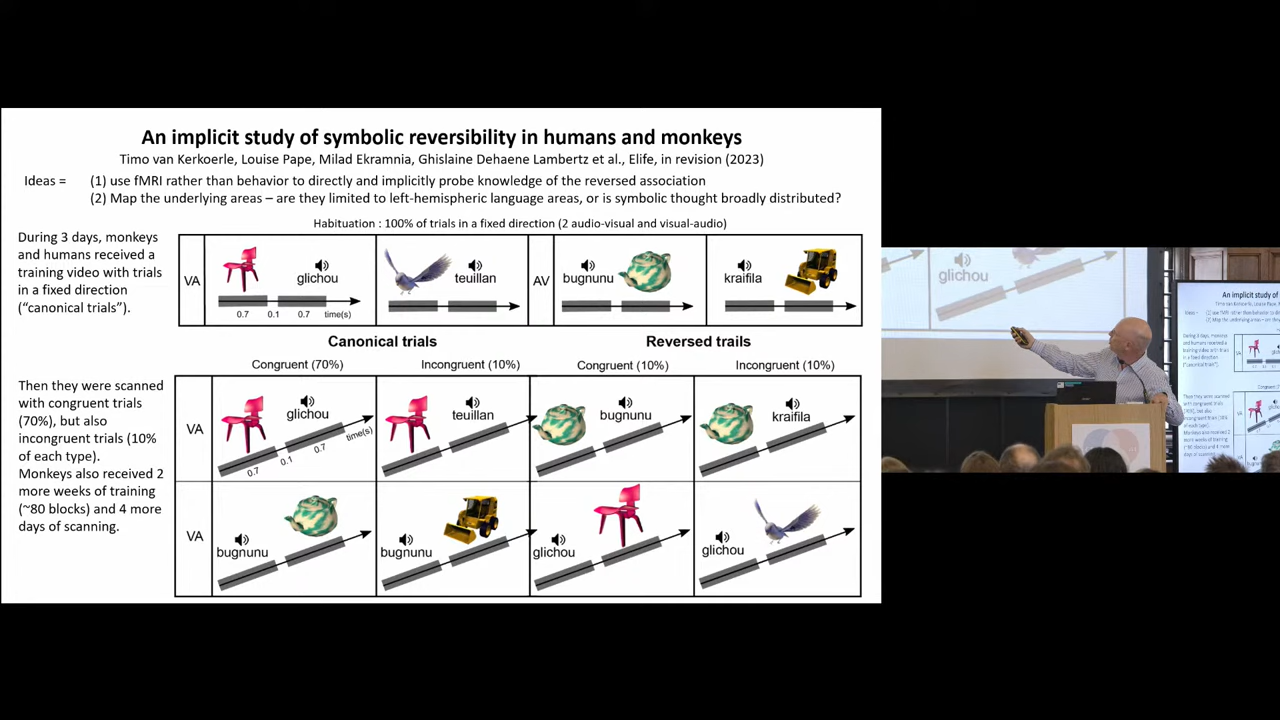 An implicit study of symbolic reversibility in humans and monkeys
Timo van Kerkoerle, Louise Pape, Milad Ekramnia, Ghislaine Dehaene Lambertz et al., Elife, in revision (2023)
Ideas = (1) use fMRI rather than behavior to directly and implicitly probe knowledge of the reversed association
(2) Map the underlying areas – are they limited to left-hemispheric language areas, or is symbolic thought broadly distributed?
Habituation : 100% of trials in a fixed direction (2 audio-visual and visual-audio)
During 3 days, monkeys
and humans received a
training video with trials
in a fixed direction
("canonical trials").
VA glichou teuillan AV bugnunu kraifila
0.7 0.1 0.7 time(s)
Canonical trials Reversed trails
Congruent (70%) Incongruent (10%) Congruent (10%) Incongruent (10%)
Then they were scanned
with congruent trials
(70%), but also
incongruent trials (10%
of each type).
Monkeys also received 2
more weeks of training
(~80 blocks) and 4 more
days of scanning.
VA glichou teuillan bugnunu kraifila
0.7 0.1 0.7 time(s)
VA bugnunu bugnunu glichou glichou
glichou
An implicit study of